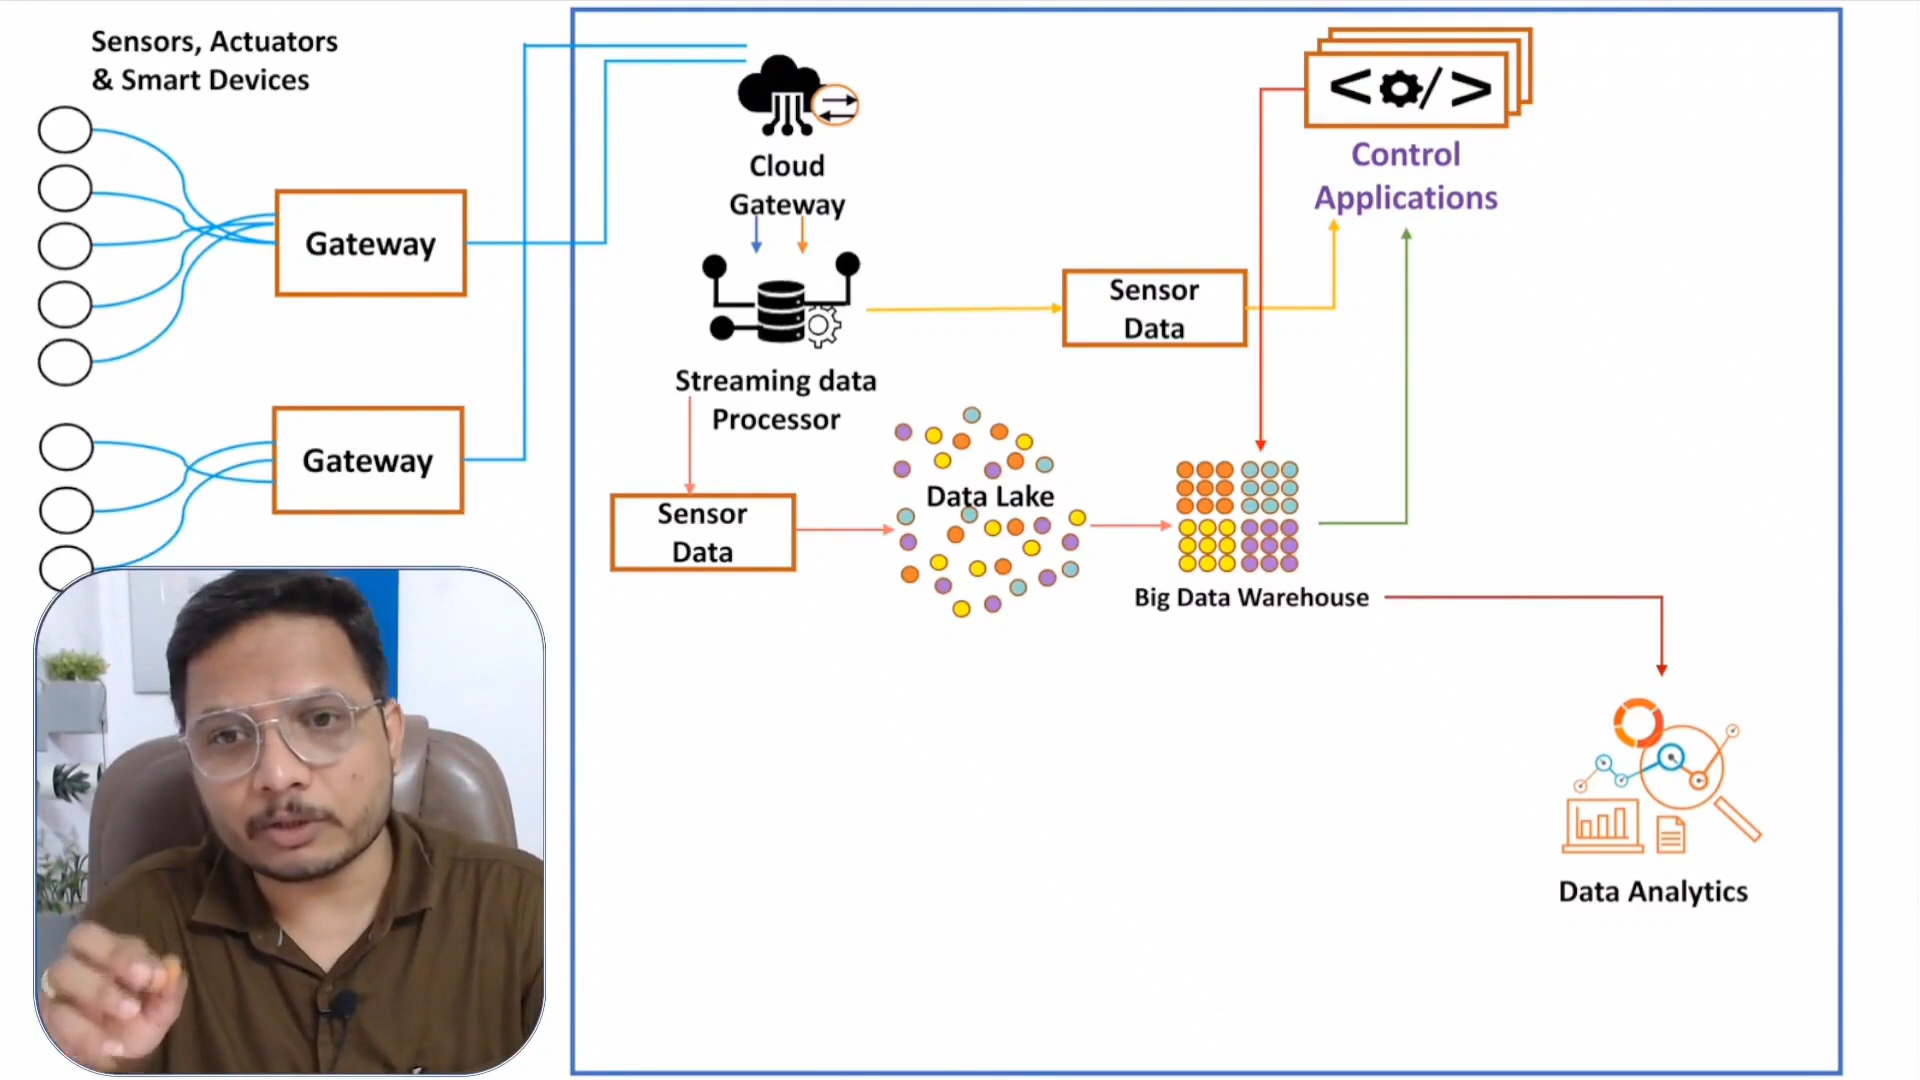 Sensors, Actuators
& Smart Devices
Gateway
Gateway
Cloud
Gateway
Streaming data
Processor
Sensor
Data
Sensor
Data
Data Lake
Big Data Warehouse
< /> 
Control
Applications
Data Analytics